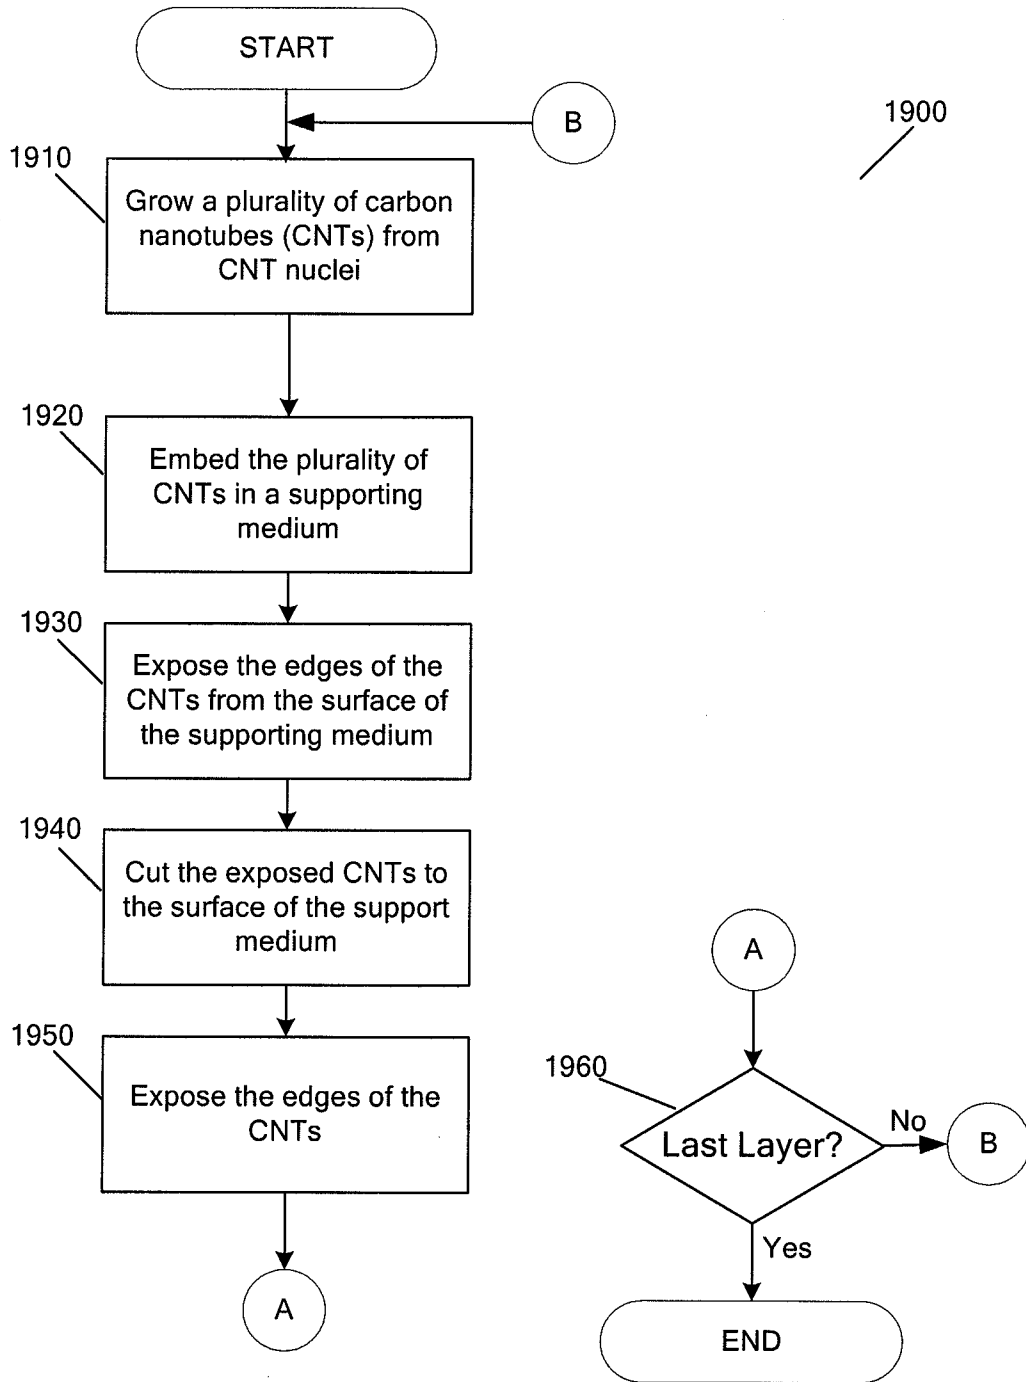 START
B
1900
1910
Grow a plurality of carbon
nanotubes (CNTs) from
CNT nuclei
1920
Embed the plurality of
CNTs in a supporting
medium
1930
Expose the edges of the
CNTs from the surface of
the supporting medium
1940
Cut the exposed CNTs to
the surface of the support
medium
1950
Expose the edges of the
CNTs
A
A
1960
Last Layer?
No
B
Yes
END